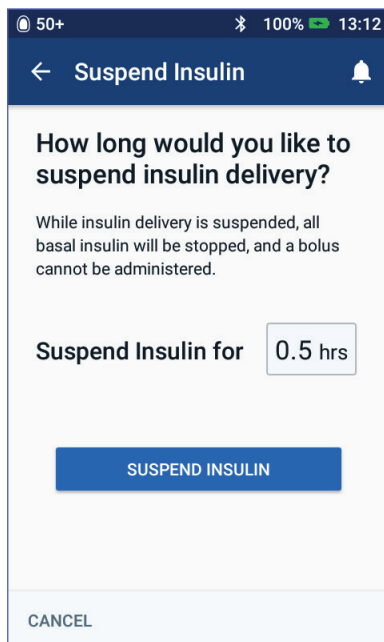 50+ 100% 13:12
Suspend Insulin
How long would you like to
suspend insulin delivery?
While insulin delivery is suspended, all
basal insulin will be stopped, and a bolus
cannot be administered.
Suspend Insulin for 0.5 hrs
SUSPEND INSULIN
CANCEL